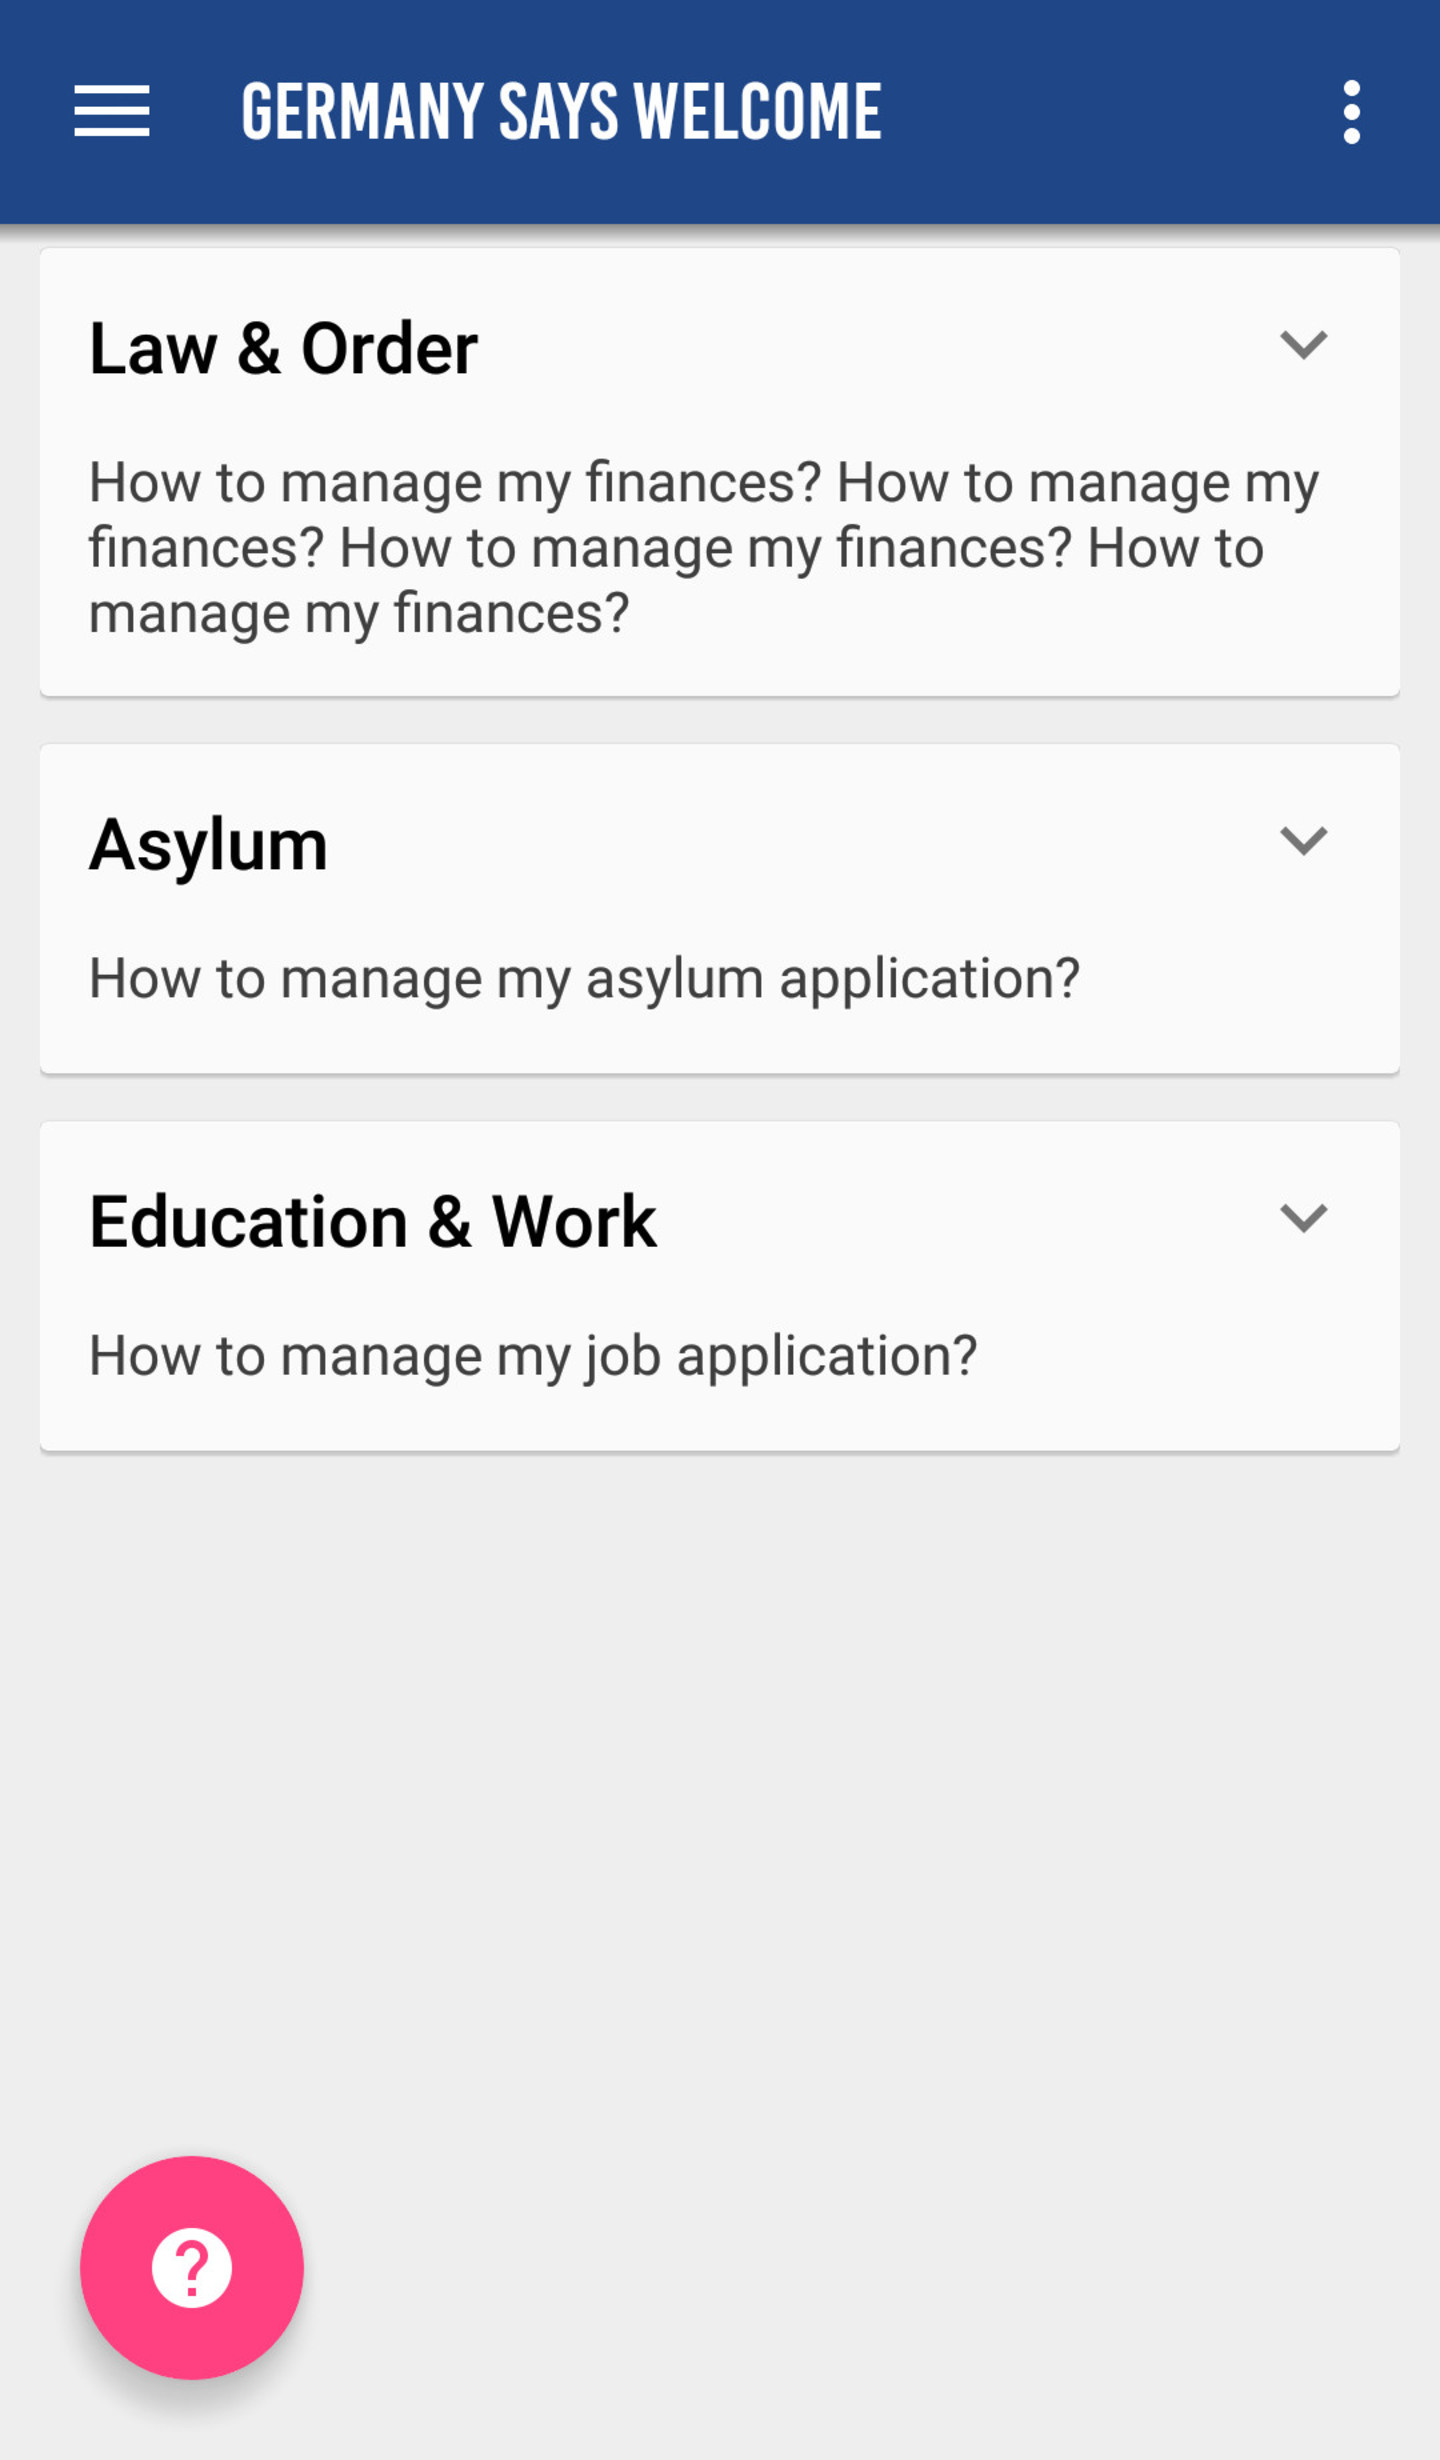 GERMANY SAYS WELCOME
Law & Order
How to manage my finances? How to manage my
finances? How to manage my finances? How to
manage my finances?
Asylum
How to manage my asylum application?
Education & Work
How to manage my job application?
?